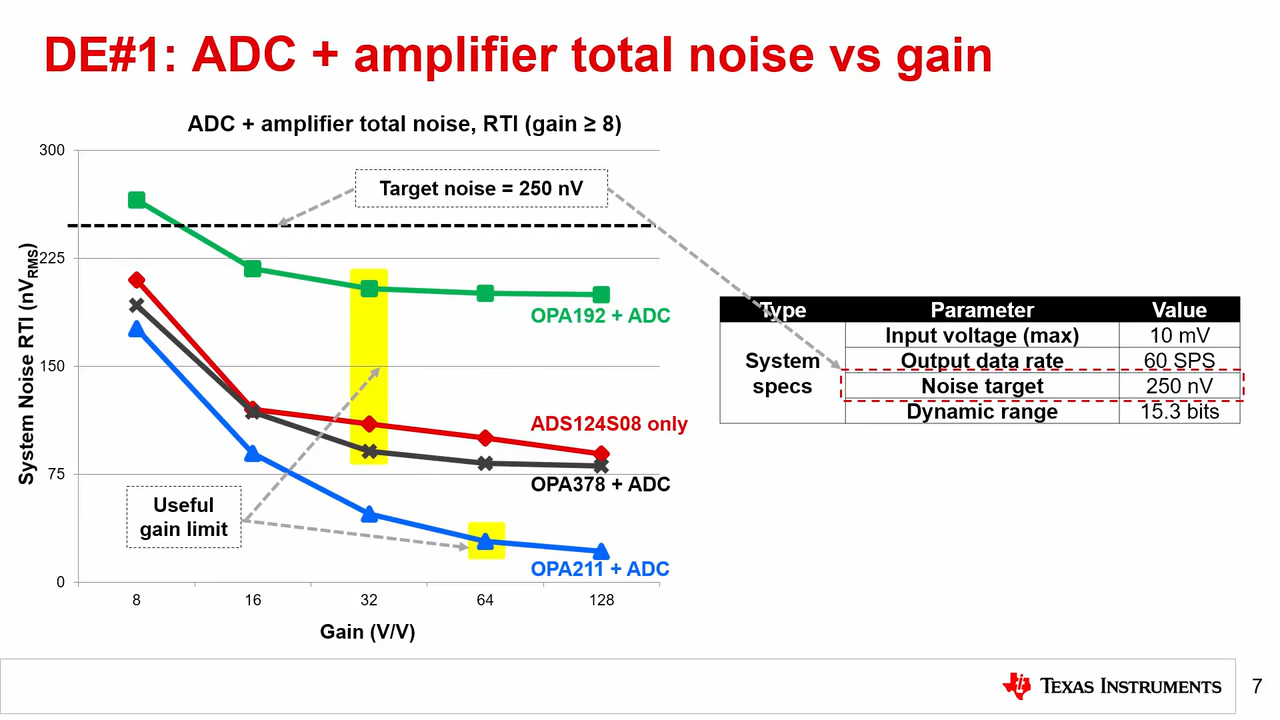 DE#1: ADC + amplifier total noise vs gain
ADC + amplifier total noise, RTI (gain ≥ 8)
300
225
150
75
0
System Noise RTI (nVRMS)
Target noise = 250 nV
OPA192 + ADC
ADS124S08 only
OPA378 + ADC
OPA211 + ADC
Useful
gain limit
8 16 32 64 128
Gain (V/V)
Type Parameter Value
System
specs
Input voltage (max) 10 mV
Output data rate 60 SPS
Noise target 250 nV
Dynamic range 15.3 bits
TEXAS INSTRUMENTS
7